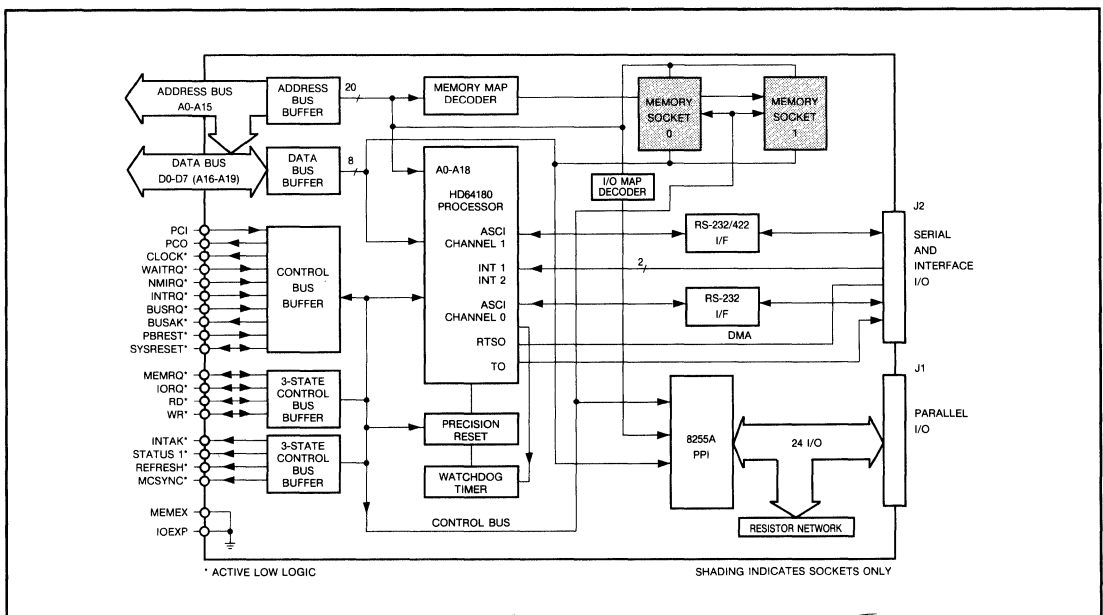 ADDRESS BUS
A0-A15
ADDRESS
BUS
BUFFER
20
MEMORY MAP
DECODER
MEMORY
SOCKET
0
MEMORY
SOCKET
1
DATA BUS
D0-D7 (A16-A19)
DATA
BUS
BUFFER
8
A0-A18
HD64180
PROCESSOR
ASCI
CHANNEL 1
INT 1
INT 2
ASCI
CHANNEL 0
RTSO
TO
I/O MAP
DECODER
RS-232/422
I/F
2
RS-232
I/F
DMA
J2
SERIAL
AND
INTERFACE
I/O
PCI
PCO
CLOCK*
WAITRQ*
NMIRQ*
INTRQ*
BUSRQ*
BUSAK*
PBREST*
SYSRESET*
CONTROL
BUS
BUFFER
MEMRQ*
IORQ*
RD*
WR*
3-STATE
CONTROL
BUS
BUFFER
INTAK*
STATUS 1*
REFRESH*
MCSYNC*
3-STATE
CONTROL
BUS
BUFFER
MEMEX
IOEXP
PRECISION
RESET
WATCHDOG
TIMER
CONTROL BUS
8255A
PPI
24 I/O
RESISTOR NETWORK
J1
PARALLEL
I/O
* ACTIVE LOW LOGIC
SHADING INDICATES SOCKETS ONLY